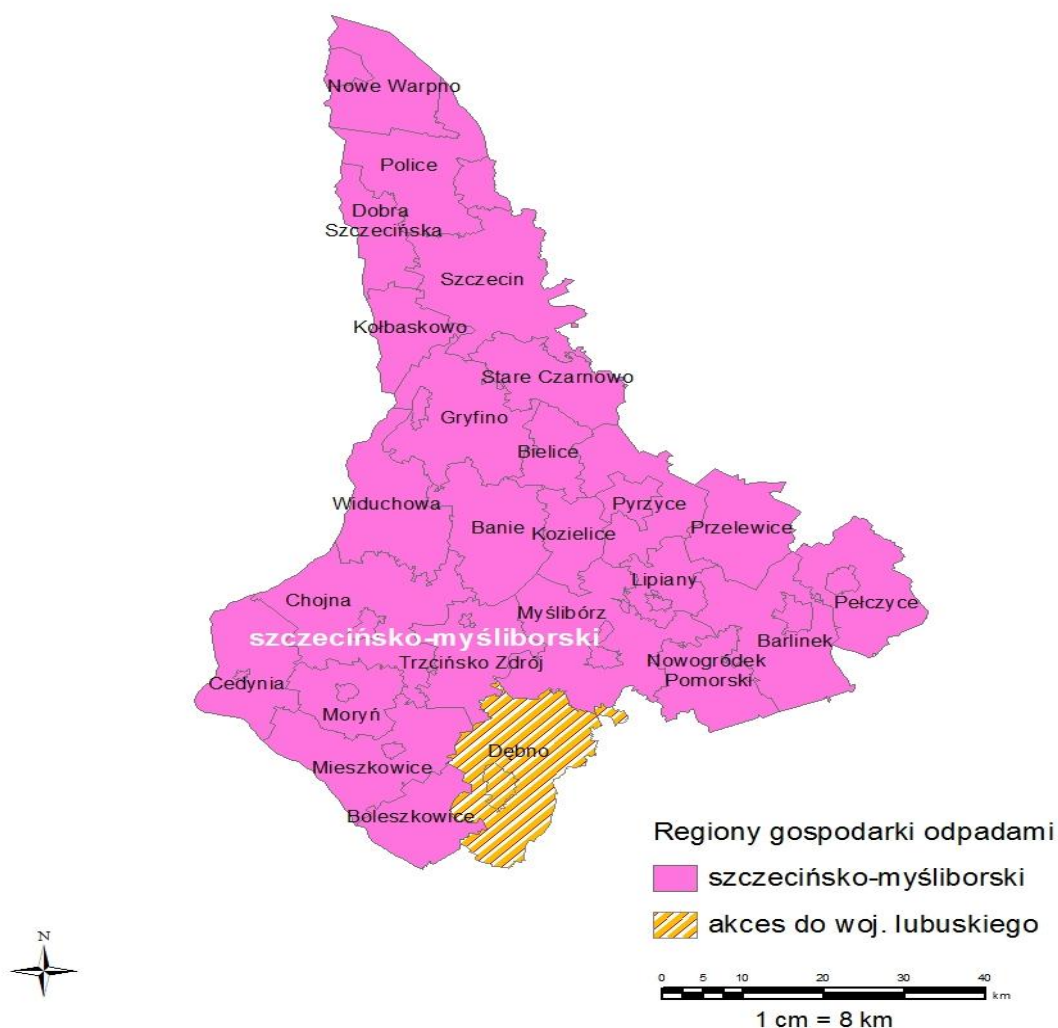 Nowe Warpno
Police
Dobra
Szczecińska
Szczecin
Kołbaskowo
Stare Czarnowo
Gryfino
Bielice
Widuchowa
Banie
Kozielice
Pyrzyce
Przelewice
Lipiany
Pełczyce
Chojna
Myślibórz
Barlinek
szczecińsko-myśliborski
Trzcińsko Zdrój
Nowogródek
Pomorski
Cedynia
Moryń
Dębno
Mieszkowice
Boleszkowice
Regiony gospodarki odpadami
szczecińsko-myśliborski
akces do woj. lubuskiego
N
0 5 10 20 30 40
km
1 cm = 8 km